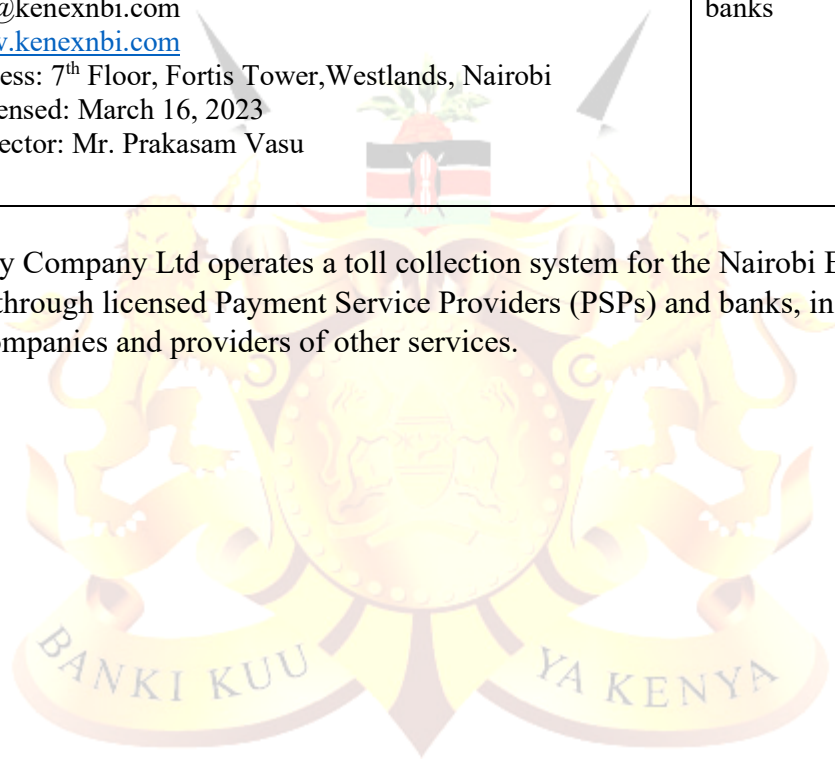 @kenexnbi.com
banks
v.kenexnbi.com
ess: 7th Floor, Fortis Tower,Westlands, Nairobi
ensed: March 16, 2023
ector: Mr. Prakasam Vasu
y Company Ltd operates a toll collection system for the Nairobi E
through licensed Payment Service Providers (PSPs) and banks, in
ompanies and providers of other services.
BANKI KUU YA KENYA